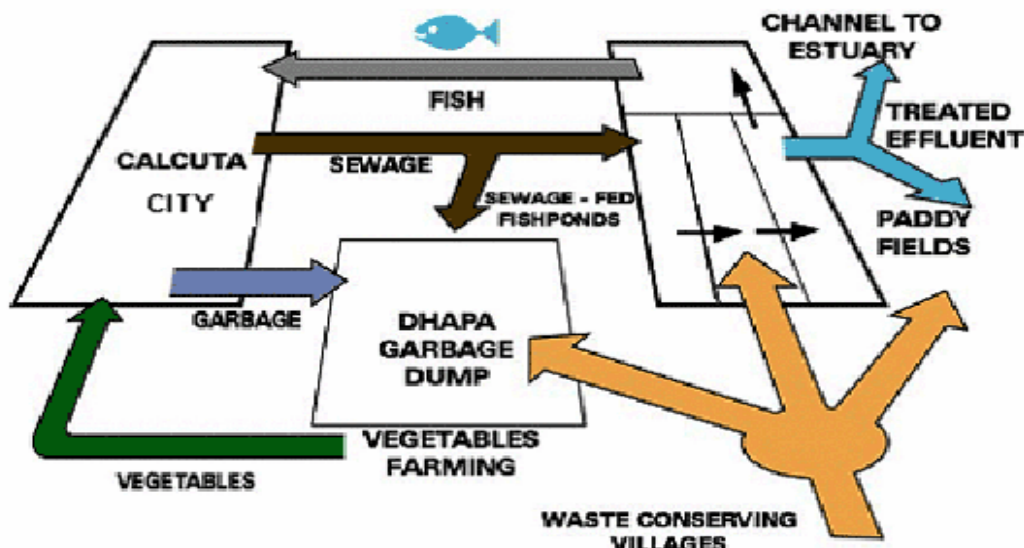 CHANNEL TO
ESTUARY
FISH
TREATED
EFFLUENT
CALCUTA
CITY
SEWAGE
SEWAGE - FED
FISHPONDS
PADDY
FIELDS
GARBAGE
DHAPA
GARBAGE
DUMP
VEGETABLES
FARMING
VEGETABLES
WASTE CONSERVING
VILLAGES